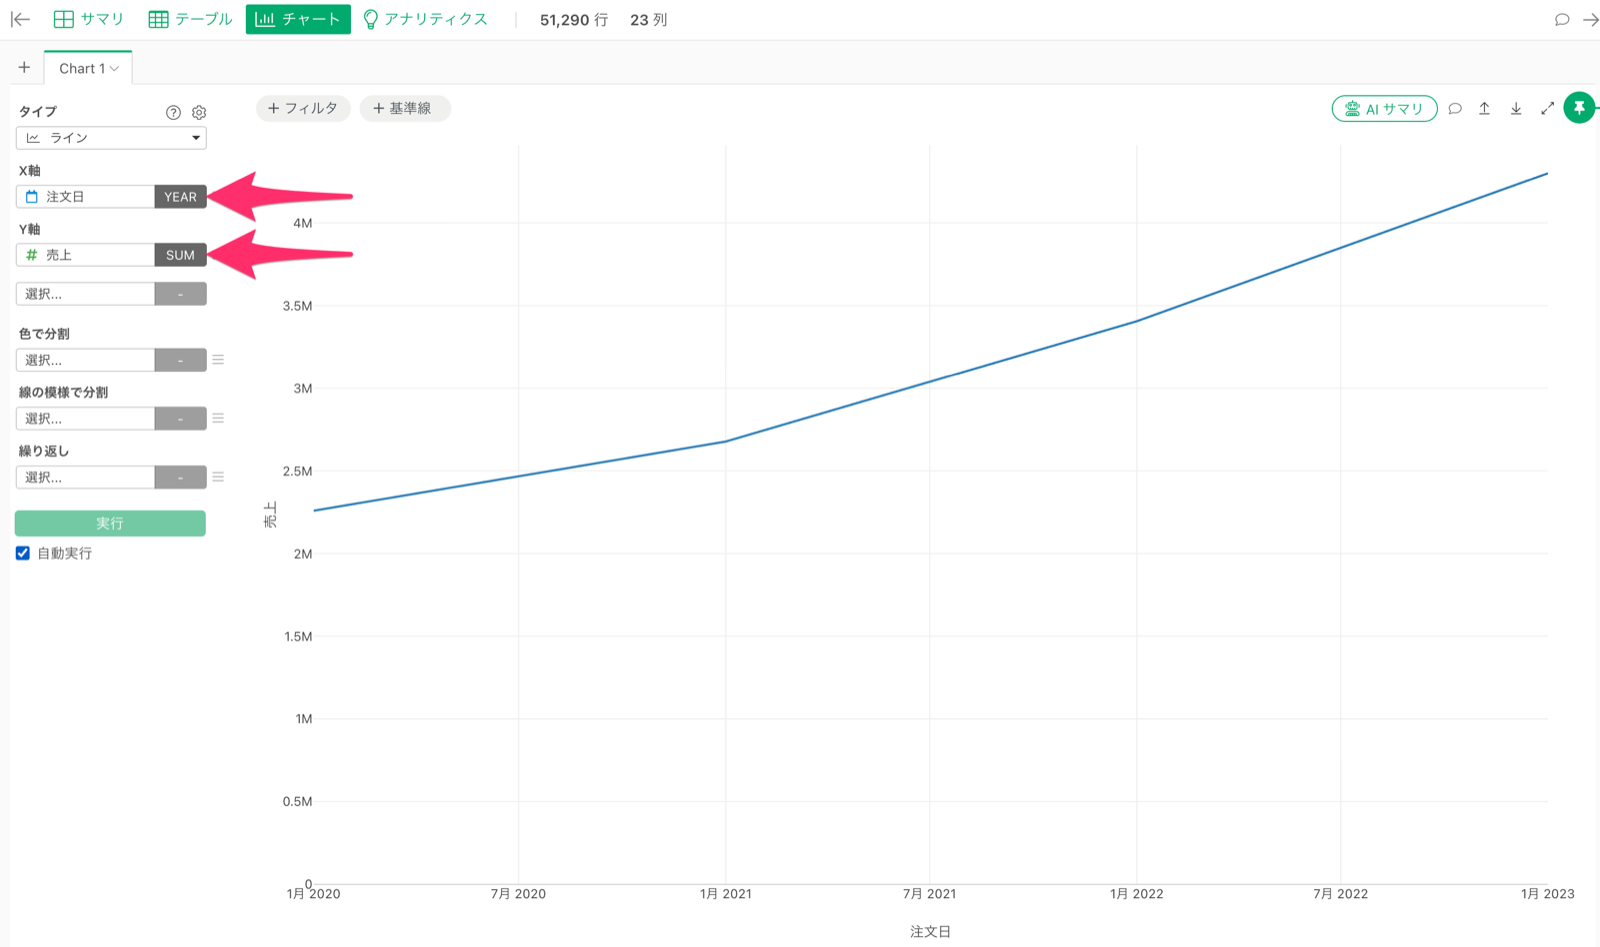 サマリ テーブル チャート アナリティクス 51,290 行 23 列
+ Chart 1
タイプ
ライン
X軸
注文日 YEAR
Y軸
# 売上 SUM
選択... -
色で分割
選択... -
線の模様で分割
選択... -
繰り返し
選択... -
実行
自動実行
+ フィルタ + 基準線 AI サマリ
4M
3.5M
3M
2.5M
2M
1.5M
1M
0.5M
0
売上
1月 2020 7月 2020 1月 2021 7月 2021 1月 2022 7月 2022 1月 2023
注文日